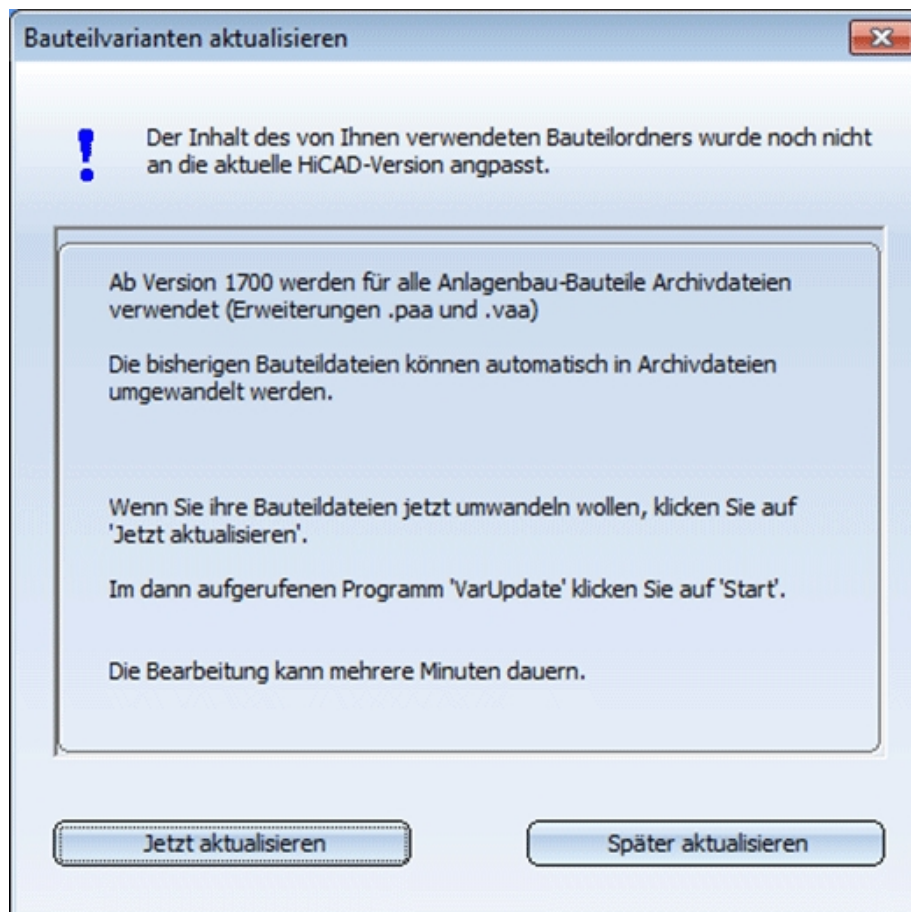 Bauteilvarianten aktualisieren
Der Inhalt des von Ihnen verwendeten Bauteilordners wurde noch nicht
an die aktuelle HiCAD-Version angpasst.
Ab Version 1700 werden für alle Anlagenbau-Bauteile Archivdateien
verwendet (Erweiterungen .paa und .vaa)
Die bisherigen Bauteildateien können automatisch in Archivdateien
umgewandelt werden.
Wenn Sie ihre Bauteildateien jetzt umwandeln wollen, klicken Sie auf
'Jetzt aktualisieren'.
Im dann aufgerufenen Programm 'VarUpdate' klicken Sie auf 'Start'.
Die Bearbeitung kann mehrere Minuten dauern.
Jetzt aktualisieren
Später aktualisieren